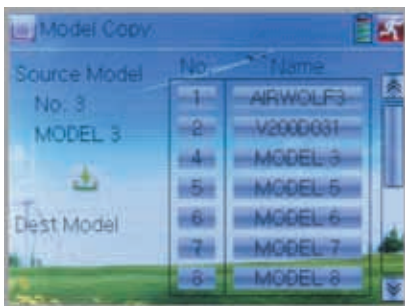 Model Copy
Source Model
No. 3
MODEL 3
Dest Model
No. Name
1 AIRWOLF3
2 V200D031
4 MODEL 3
5 MODEL 5
6 MODEL 6
7 MODEL 7
8 MODEL 8